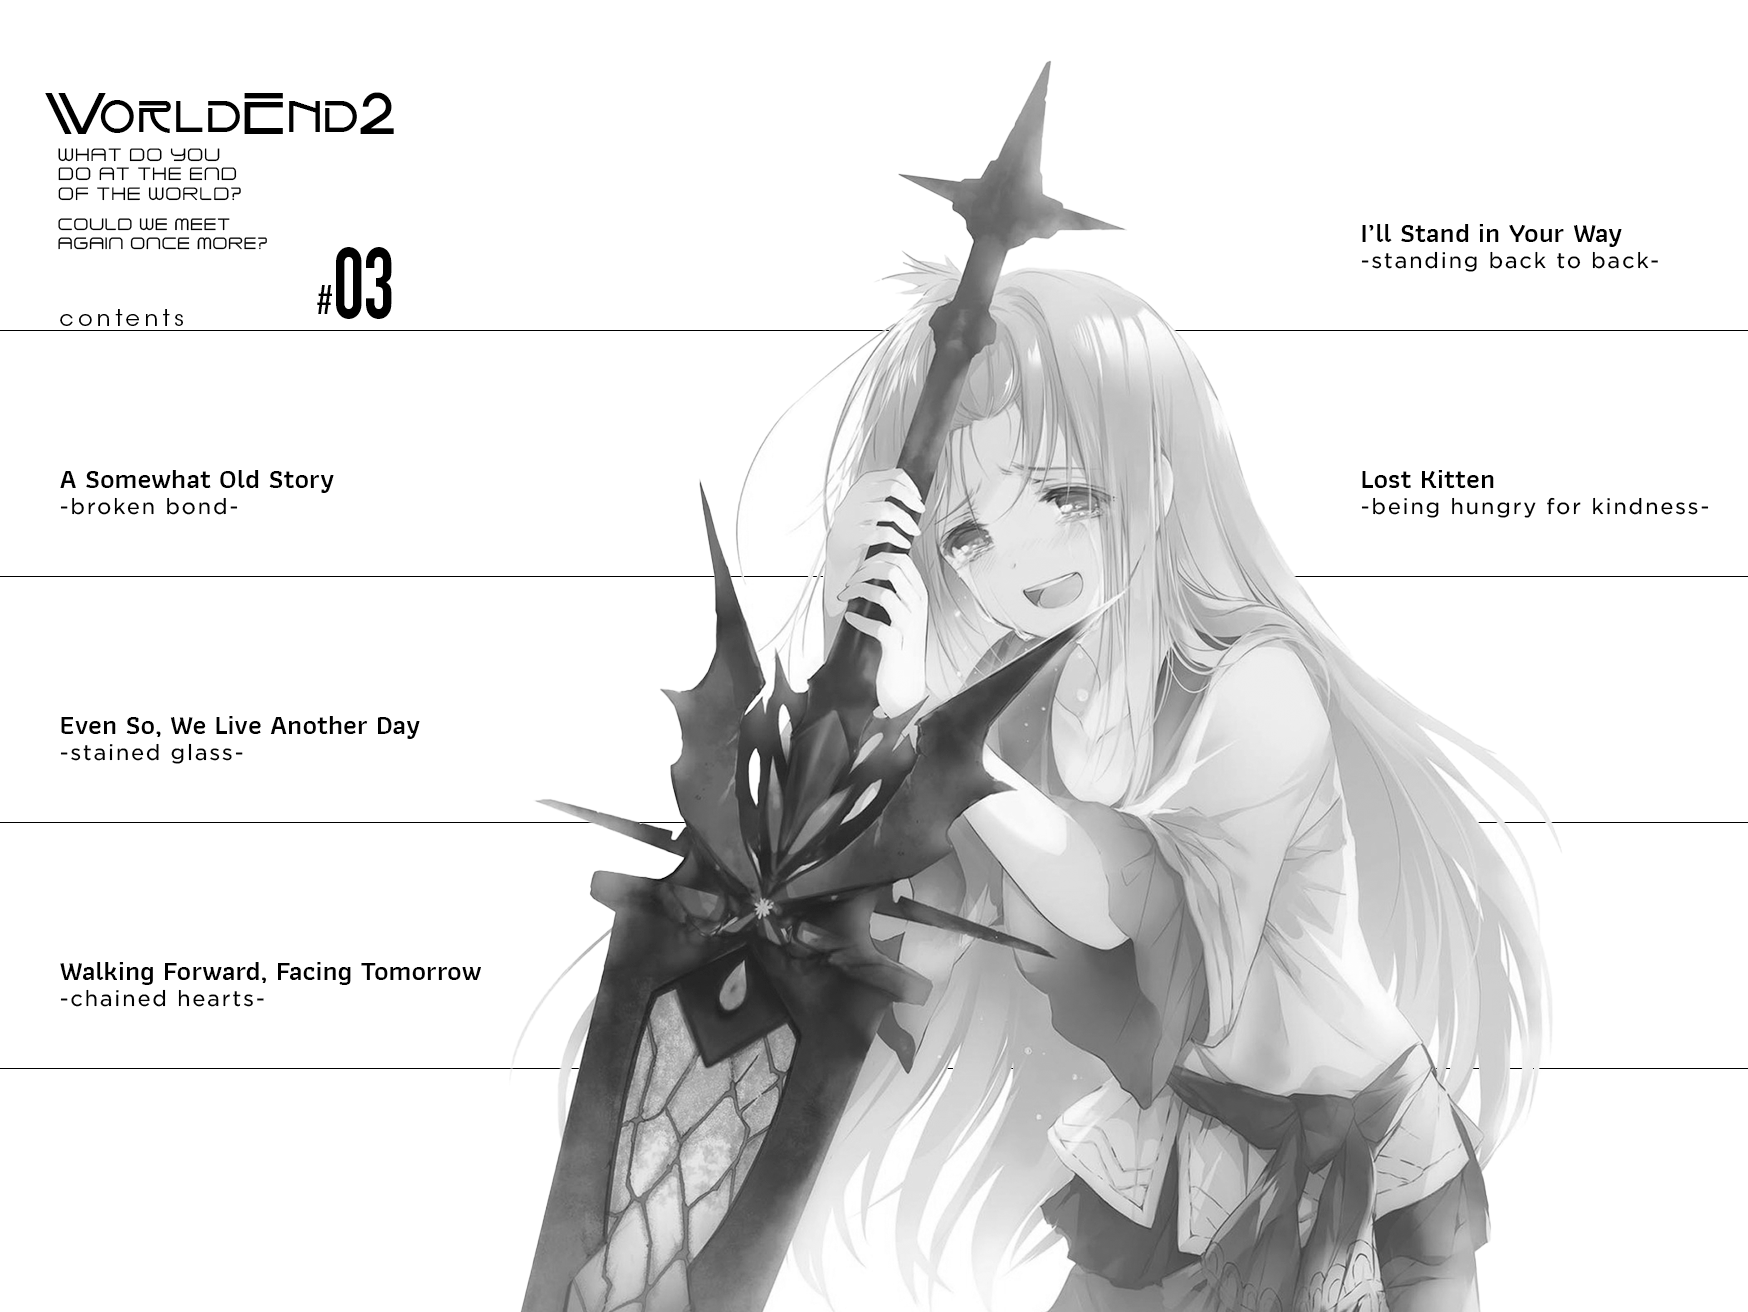 WORLDEND2
WHAT DO YOU
DO AT THE END
OF THE WORLD?
COULD WE MEET
AGAIN ONCE MORE?
#03
contents
A Somewhat Old Story
-broken bond-
Even So, We Live Another Day
-stained glass-
Walking Forward, Facing Tomorrow
-chained hearts-
I’ll Stand in Your Way
-standing back to back-
Lost Kitten
-being hungry for kindness-